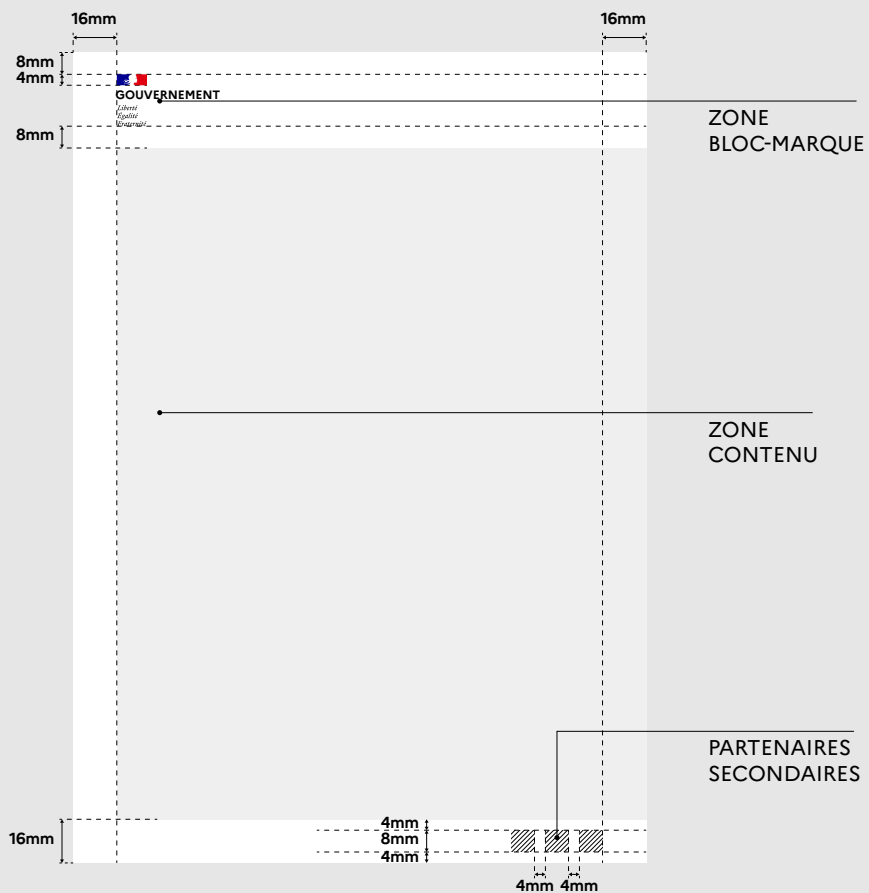 16mm
16mm
8mm
4mm
GOUVERNEMENT
Liberté
Égalité
Fraternité
8mm
ZONE
BLOC-MARQUE
ZONE
CONTENU
PARTENAIRES
SECONDAIRES
16mm
4mm
8mm
4mm
4mm 4mm